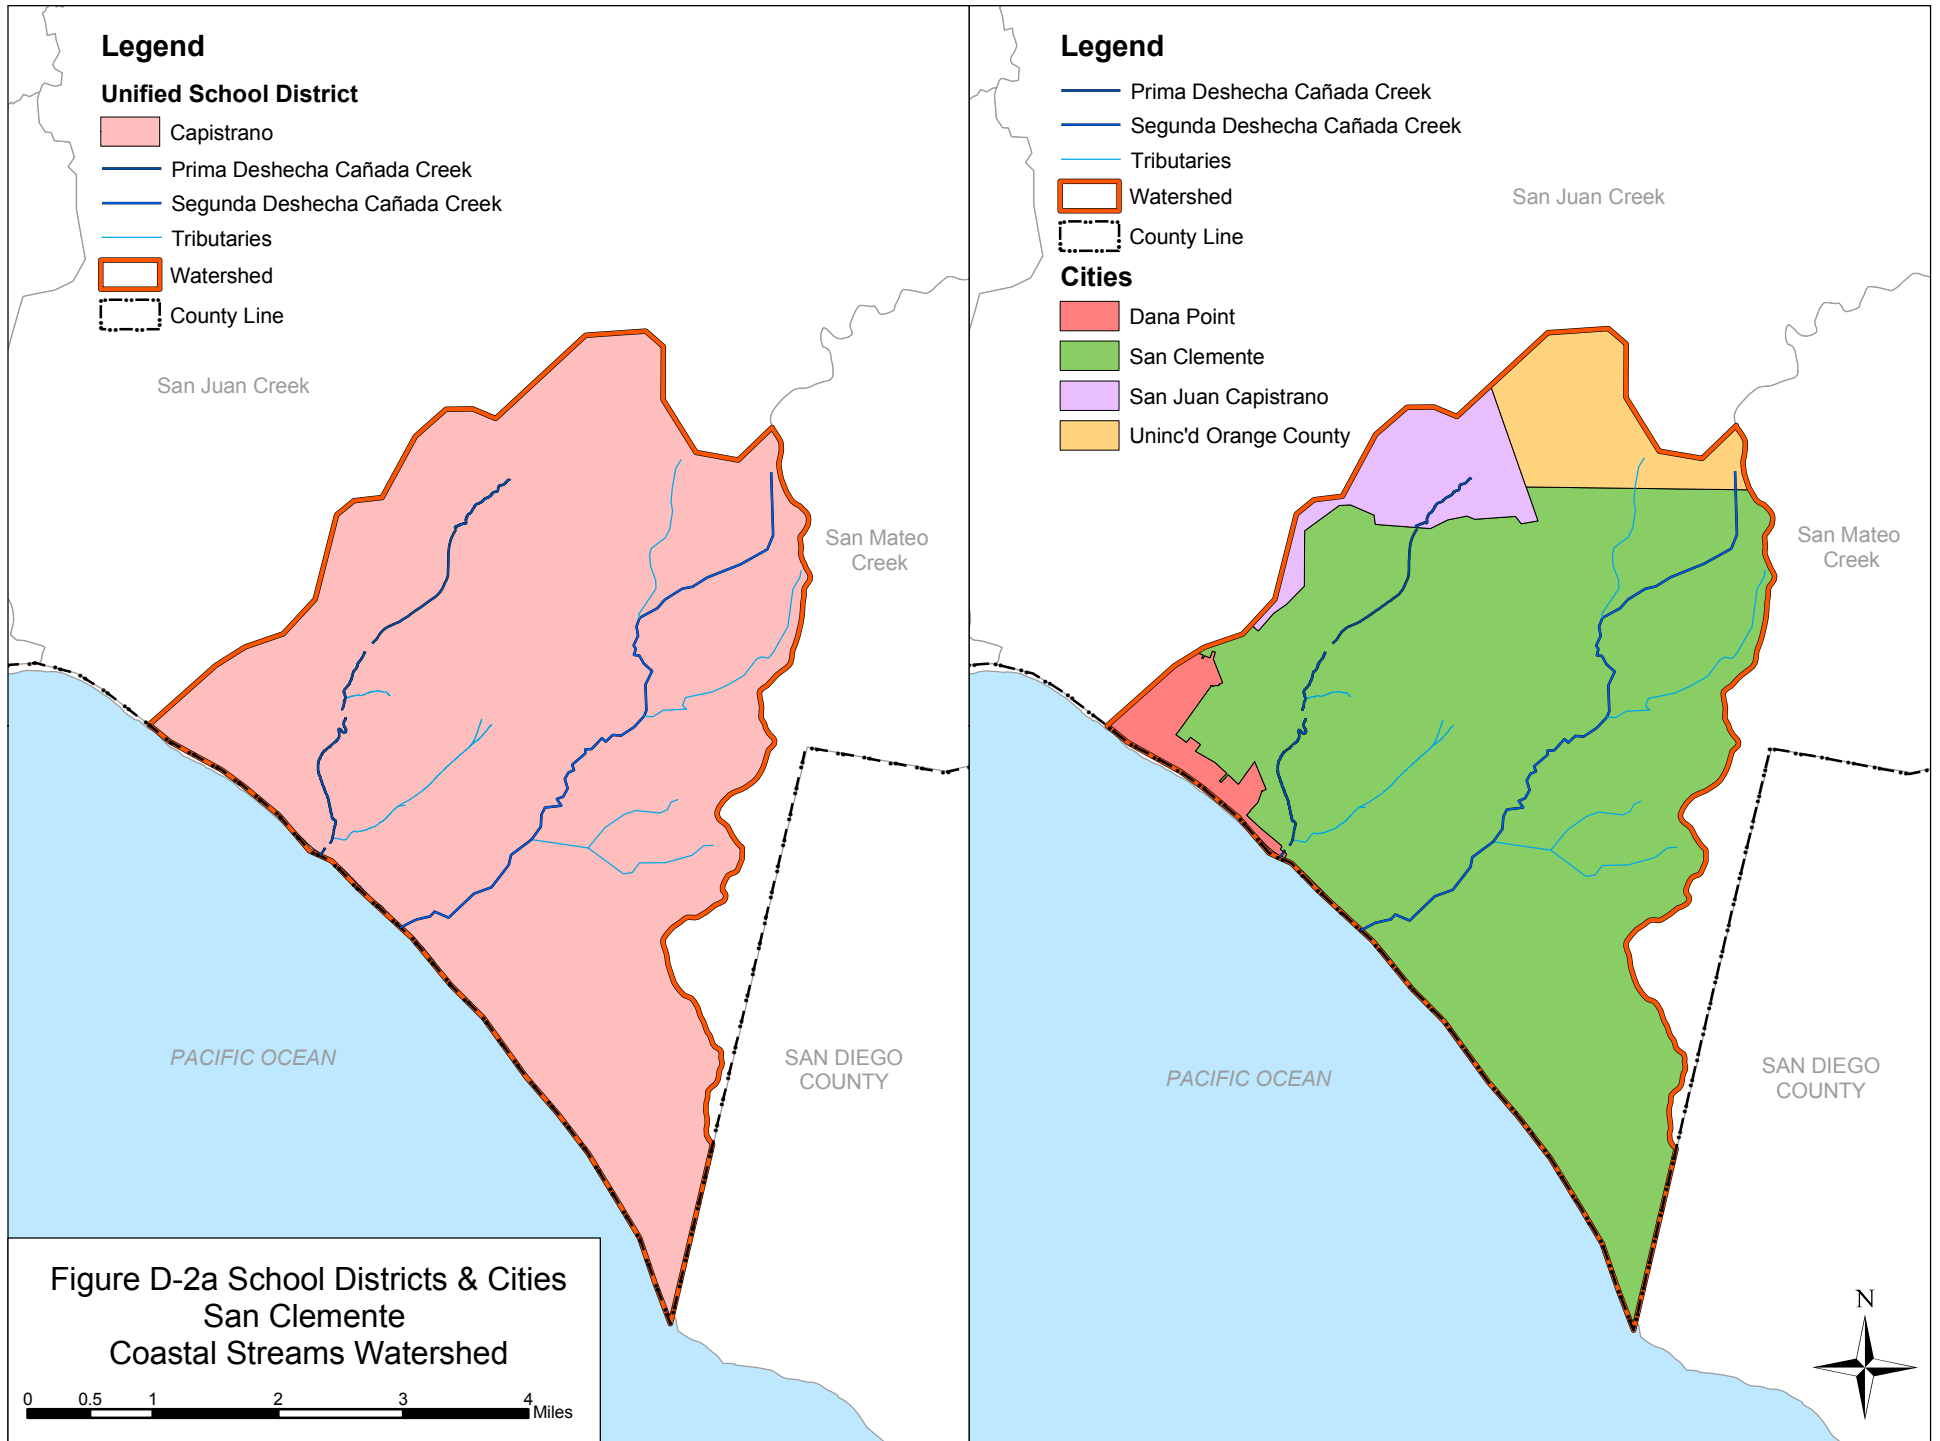 Legend
Unified School District
Capistrano
Prima Deshecha Cañada Creek
Segunda Deshecha Cañada Creek
Tributaries
Watershed
County Line
San Juan Creek
San Mateo
Creek
SAN DIEGO
COUNTY
PACIFIC OCEAN
Figure D-2a School Districts & Cities
San Clemente
Coastal Streams Watershed
0 0.5 1 2 3 4
Miles
Legend
Prima Deshecha Cañada Creek
Segunda Deshecha Cañada Creek
Tributaries
Watershed
County Line
Cities
Dana Point
San Clemente
San Juan Capistrano
Uninc'd Orange County
San Juan Creek
San Mateo
Creek
SAN DIEGO
COUNTY
PACIFIC OCEAN
N